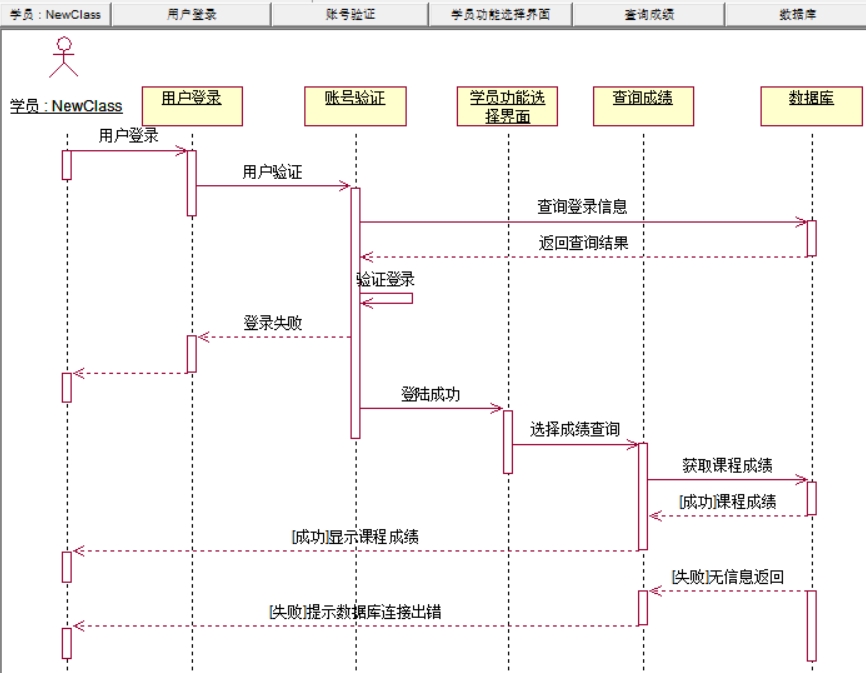 学员 : NewClass
用户登录
账号验证
学员功能选择界面
查询成绩
数据库
学员 : NewClass
用户登录
账号验证
学员功能选
择界面
查询成绩
数据库
用户登录
用户验证
查询登录信息
返回查询结果
验证登录
登录失败
登陆成功
选择成绩查询
获取课程成绩
[成功]课程成绩
[成功]显示课程成绩
[失败]无信息返回
[失败]提示数据库连接出错